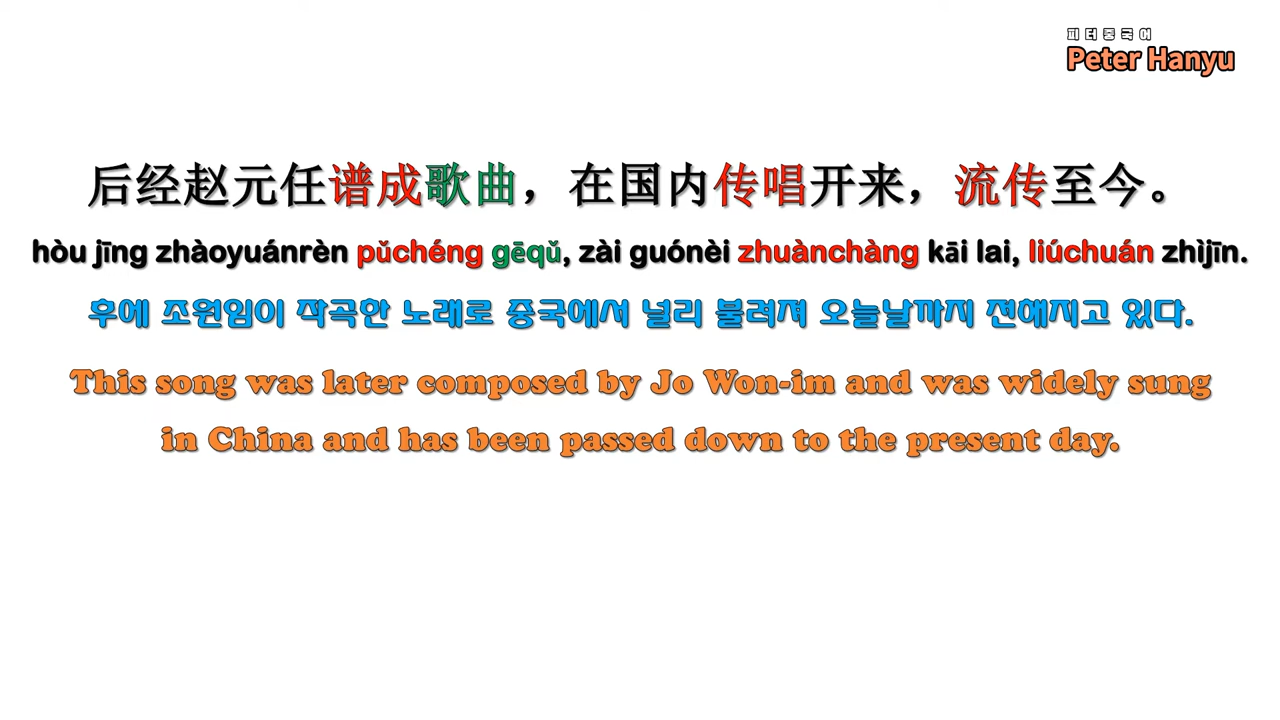 피터중국어
Peter Hanyu
后经赵元任谱成歌曲，在国内传唱开来，流传至今。
hòu jīng zhàoyuánrèn pǔchéng gēqǔ, zài guónèi zhuànchàng kāi lai, liúchuán zhìjīn.
후에 조원임이 작곡한 노래로 중국에서 널리 불려져 오늘날까지 전해지고 있다.
This song was later composed by Jo Won-im and was widely sung
in China and has been passed down to the present day.